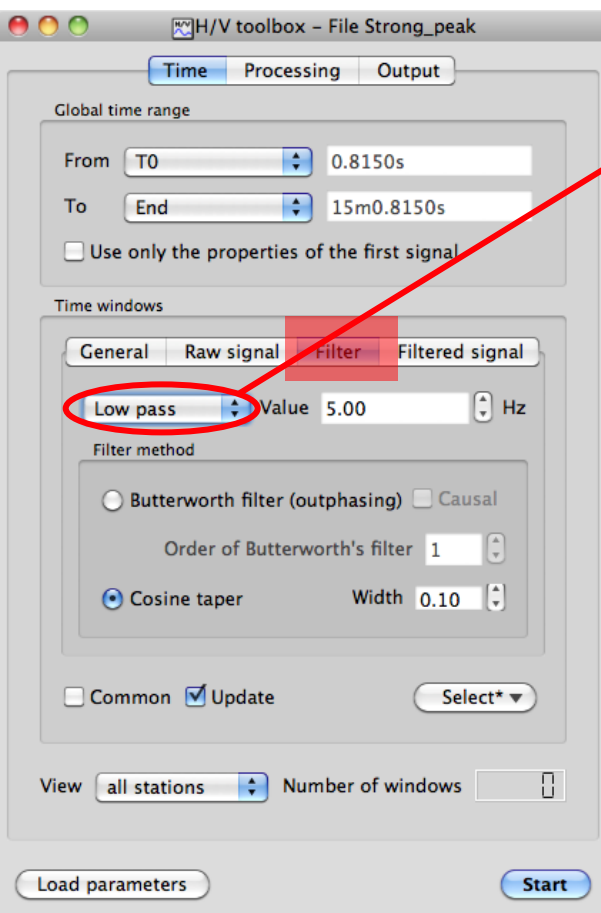 H/V toolbox – File Strong_peak
Time Processing Output
Global time range
From T0 0.8150s
To End 15m0.8150s
Use only the properties of the first signal
Time windows
General Raw signal Filter Filtered signal
Low pass Value 5.00 Hz
Filter method
Butterworth filter (outphasing) Causal
Order of Butterworth's filter 1
Cosine taper Width 0.10
Common Update Select*
View all stations Number of windows 0
Load parameters Start